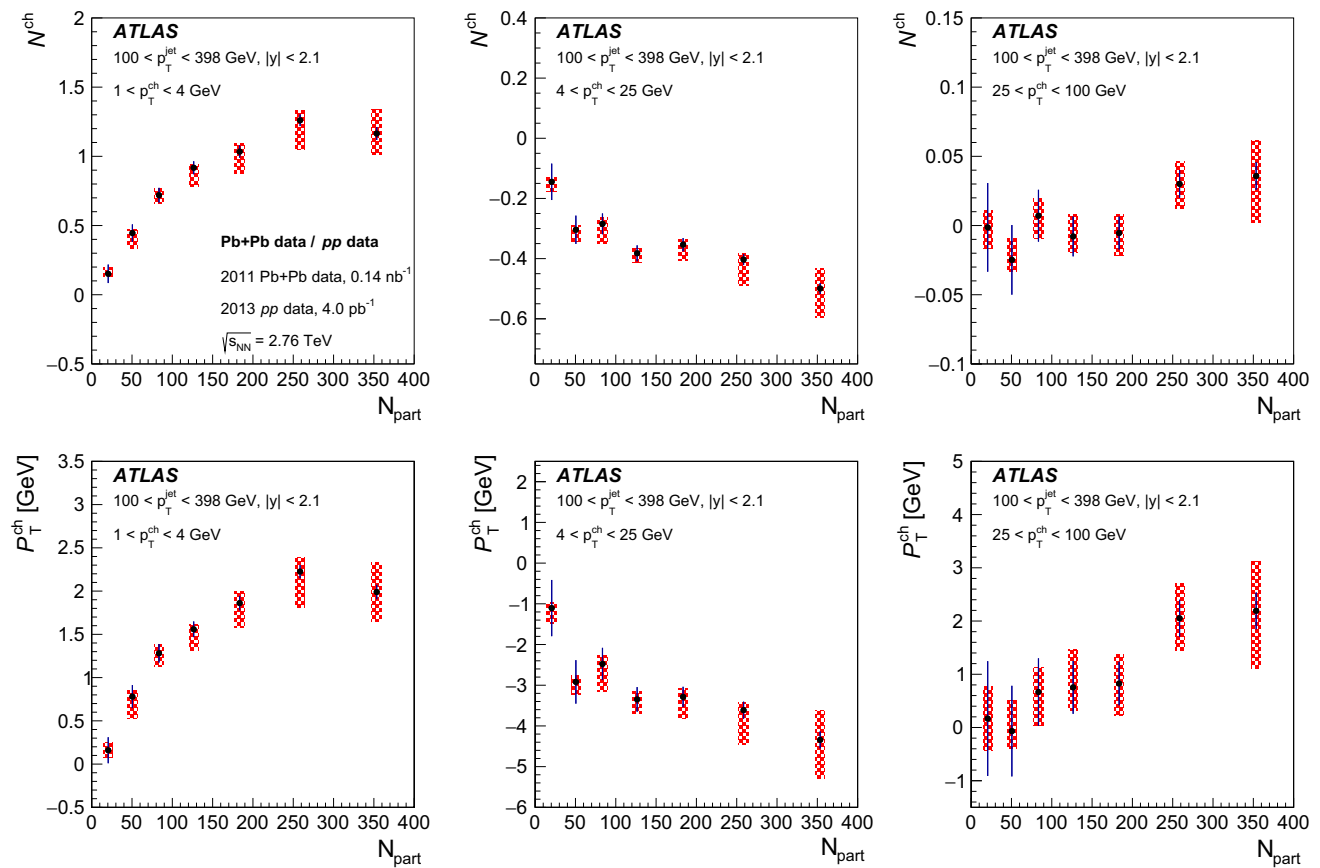 N^ch
ATLAS
100 < p_T^jet < 398 GeV, |y| < 2.1
1 < p_T^ch < 4 GeV
2
1.5
1
0.5
0
−0.5
Pb+Pb data / pp data
2011 Pb+Pb data, 0.14 nb^-1
2013 pp data, 4.0 pb^-1
√s_NN = 2.76 TeV
0 50 100 150 200 250 300 350 400
N_part
N^ch
ATLAS
100 < p_T^jet < 398 GeV, |y| < 2.1
4 < p_T^ch < 25 GeV
0.4
0.2
0
−0.2
−0.4
−0.6
0 50 100 150 200 250 300 350 400
N_part
N^ch
ATLAS
100 < p_T^jet < 398 GeV, |y| < 2.1
25 < p_T^ch < 100 GeV
0.15
0.1
0.05
0
−0.05
−0.1
0 50 100 150 200 250 300 350 400
N_part
P_T^ch [GeV]
ATLAS
100 < p_T^jet < 398 GeV, |y| < 2.1
1 < p_T^ch < 4 GeV
3.5
3
2.5
2
1.5
1
0.5
0
−0.5
0 50 100 150 200 250 300 350 400
N_part
P_T^ch [GeV]
ATLAS
100 < p_T^jet < 398 GeV, |y| < 2.1
4 < p_T^ch < 25 GeV
2
1
0
−1
−2
−3
−4
−5
−6
0 50 100 150 200 250 300 350 400
N_part
P_T^ch [GeV]
ATLAS
100 < p_T^jet < 398 GeV, |y| < 2.1
25 < p_T^ch < 100 GeV
5
4
3
2
1
0
−1
0 50 100 150 200 250 300 350 400
N_part